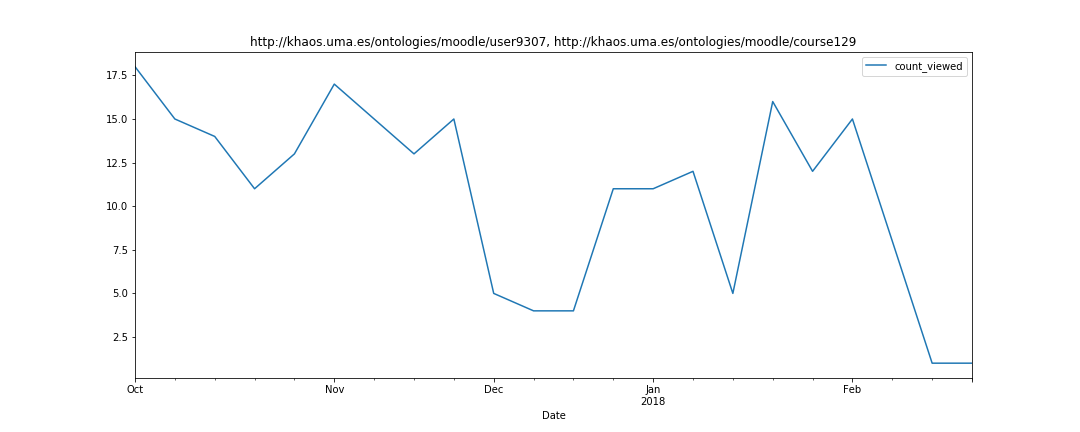 http://khaos.uma.es/ontologies/moodle/user9307, http://khaos.uma.es/ontologies/moodle/course129
count_viewed
17.5
15.0
12.5
10.0
7.5
5.0
2.5
Oct Nov Dec Jan Feb
2018
Date